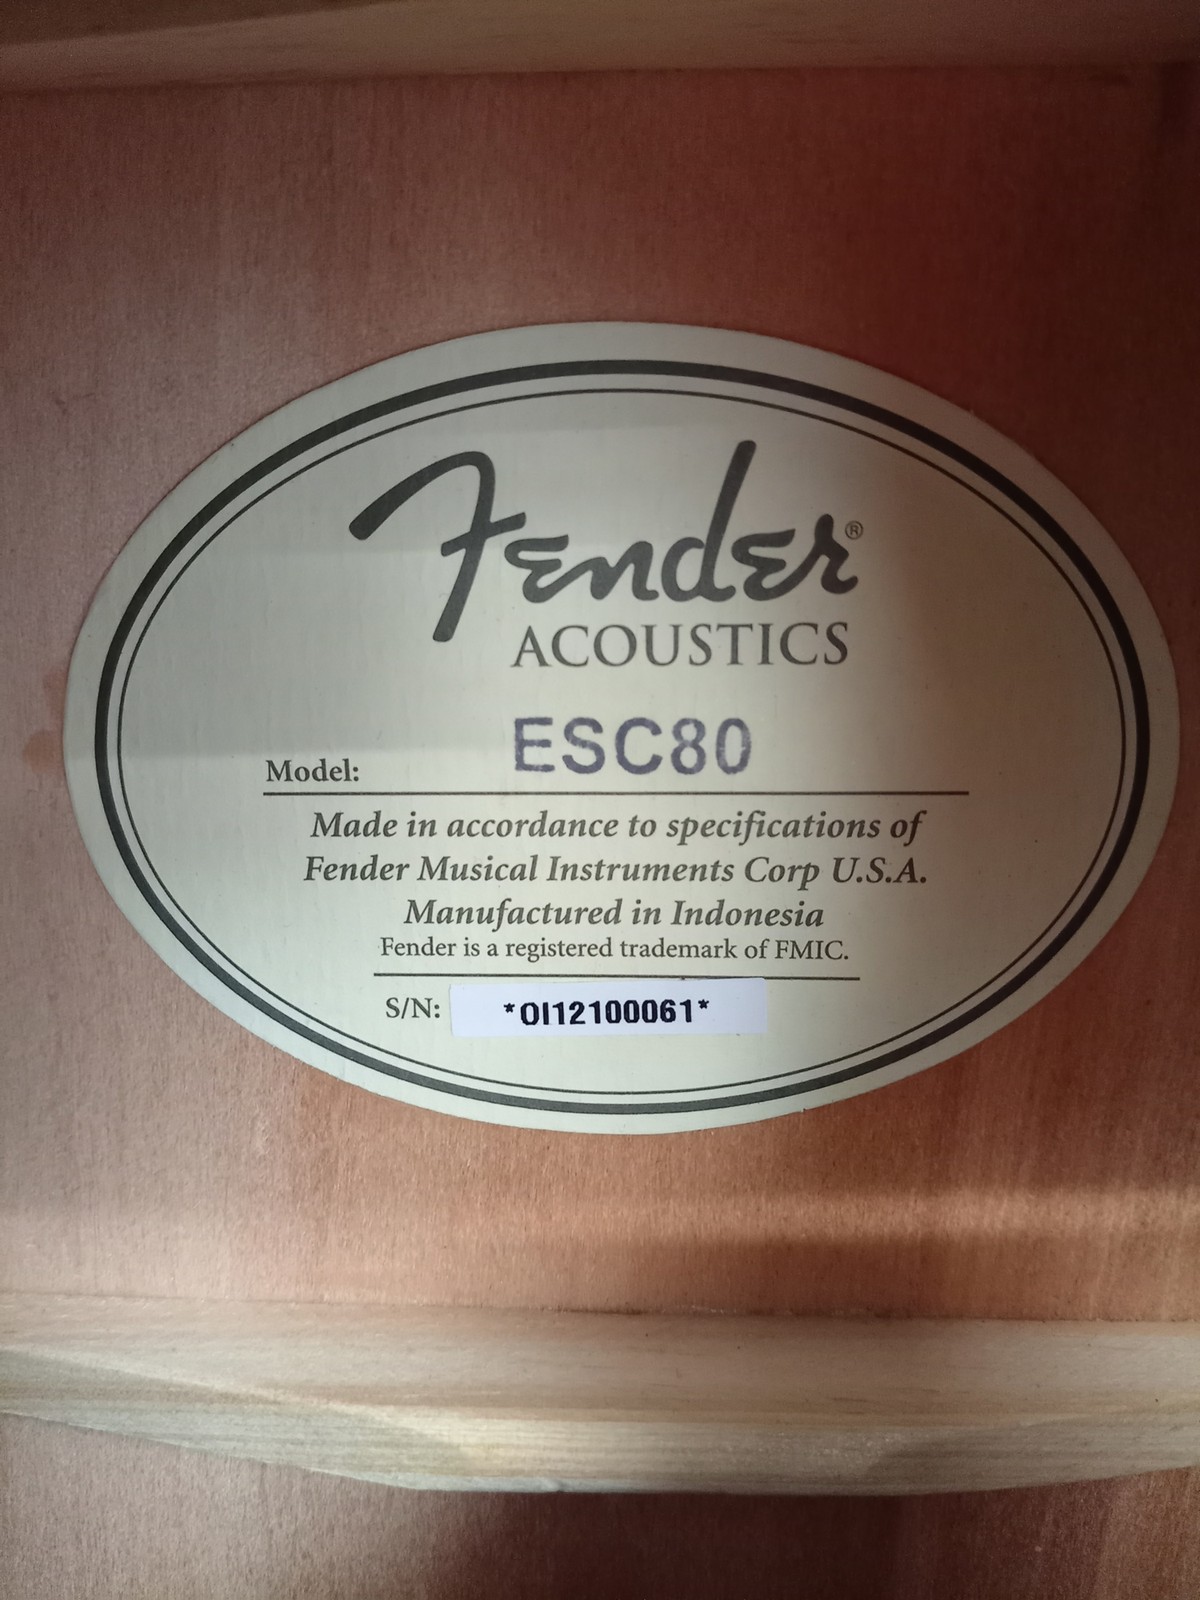 Fender®
ACOUSTICS
Model: ESC80
Made in accordance to specifications of
Fender Musical Instruments Corp U.S.A.
Manufactured in Indonesia
Fender is a registered trademark of FMIC.
S/N: *OI12100061*